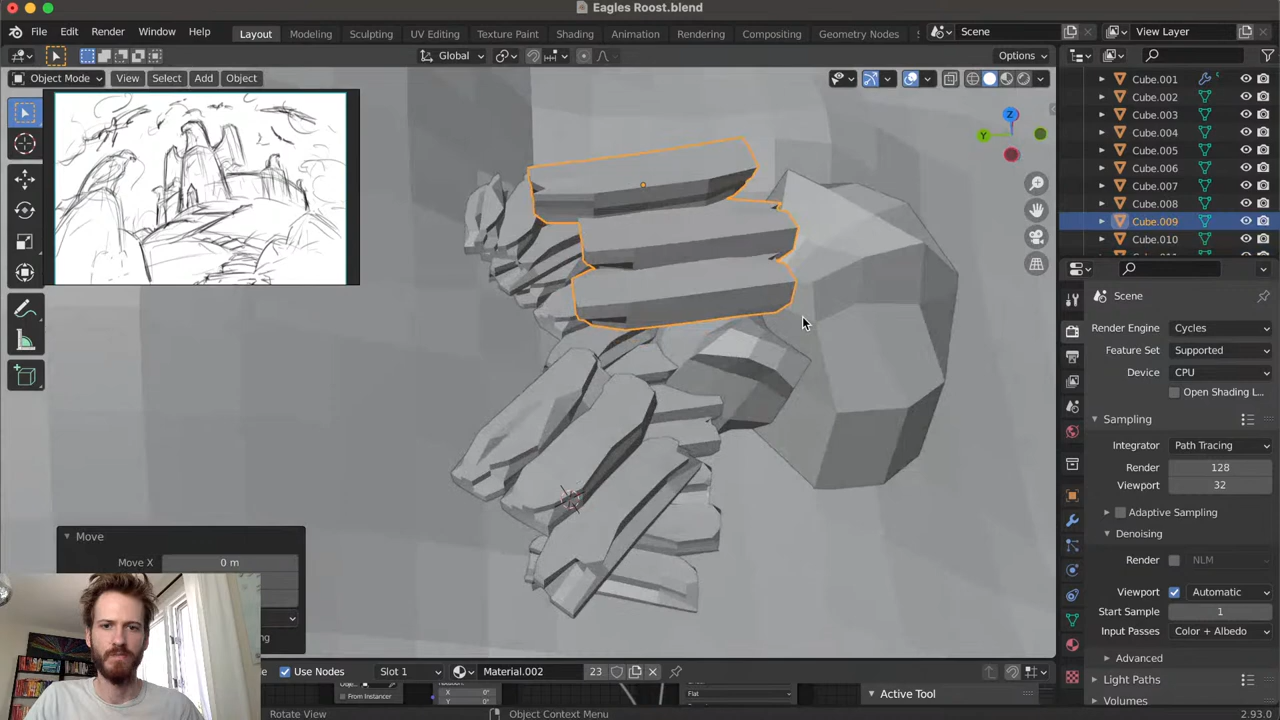 Eagles Roost.blend
File Edit Render Window Help
Layout Modeling Sculpting UV Editing Texture Paint Shading Animation Rendering Compositing Geometry Nodes
Scene
View Layer
Global
Options
Object Mode View Select Add Object
Cube.001
Cube.002
Cube.003
Cube.004
Cube.005
Cube.006
Cube.007
Cube.008
Cube.009
Cube.010
Z
Y
Scene
Render Engine Cycles
Feature Set Supported
Device CPU
Open Shading L...
Sampling
Integrator Path Tracing
Render 128
Viewport 32
Adaptive Sampling
Denoising
Render NLM
Viewport Automatic
Start Sample 1
Input Passes Color + Albedo
Advanced
Light Paths
Volumes
Move
Move X 0 m
Use Nodes Slot 1 Material.002 23
From Instancer
X 0°
Y 0°
Flat
Active Tool
Rotate View Object Context Menu 2.93.0